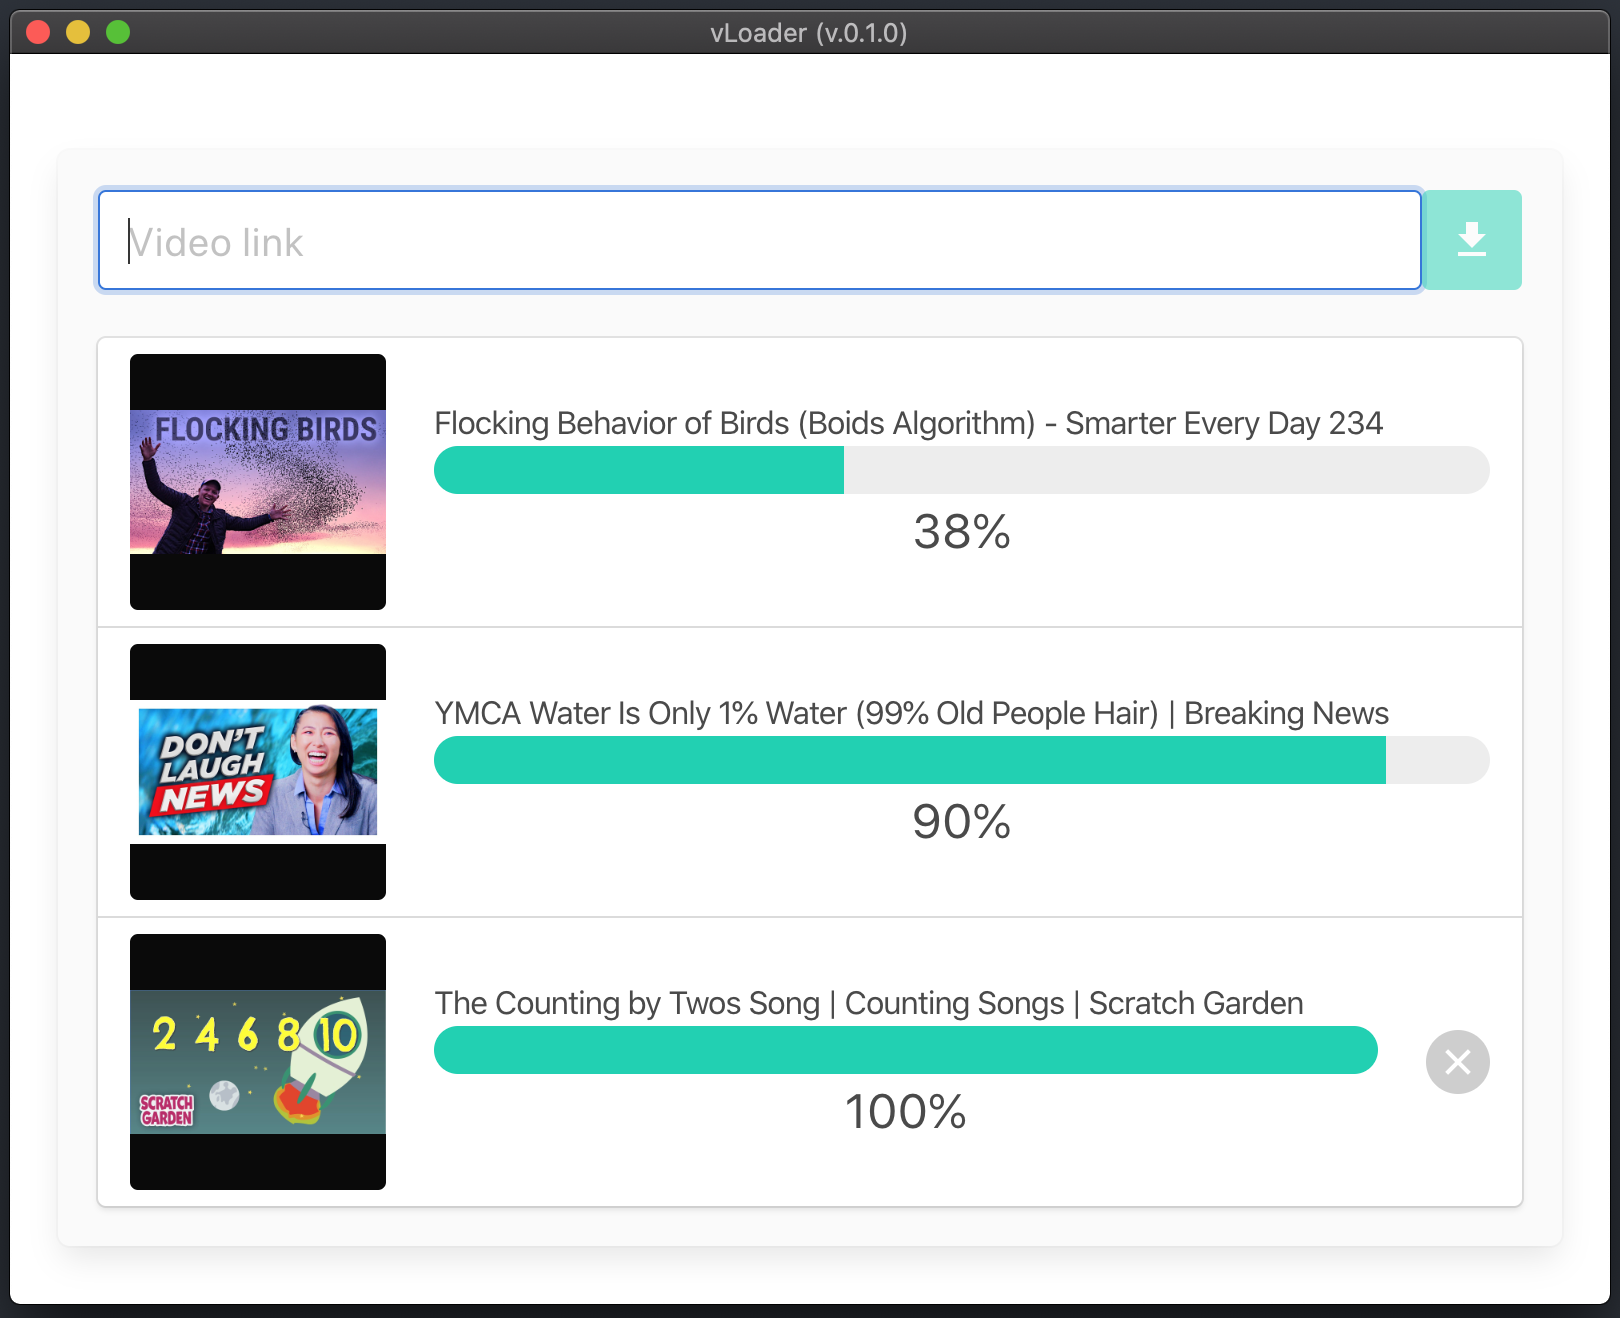 vLoader (v.0.1.0)
Video link
FLOCKING BIRDS
Flocking Behavior of Birds (Boids Algorithm) - Smarter Every Day 234
38%
DON'T
LAUGH
NEWS
YMCA Water Is Only 1% Water (99% Old People Hair) | Breaking News
90%
2 4 6 8 10
SCRATCH
GARDEN
The Counting by Twos Song | Counting Songs | Scratch Garden
100%